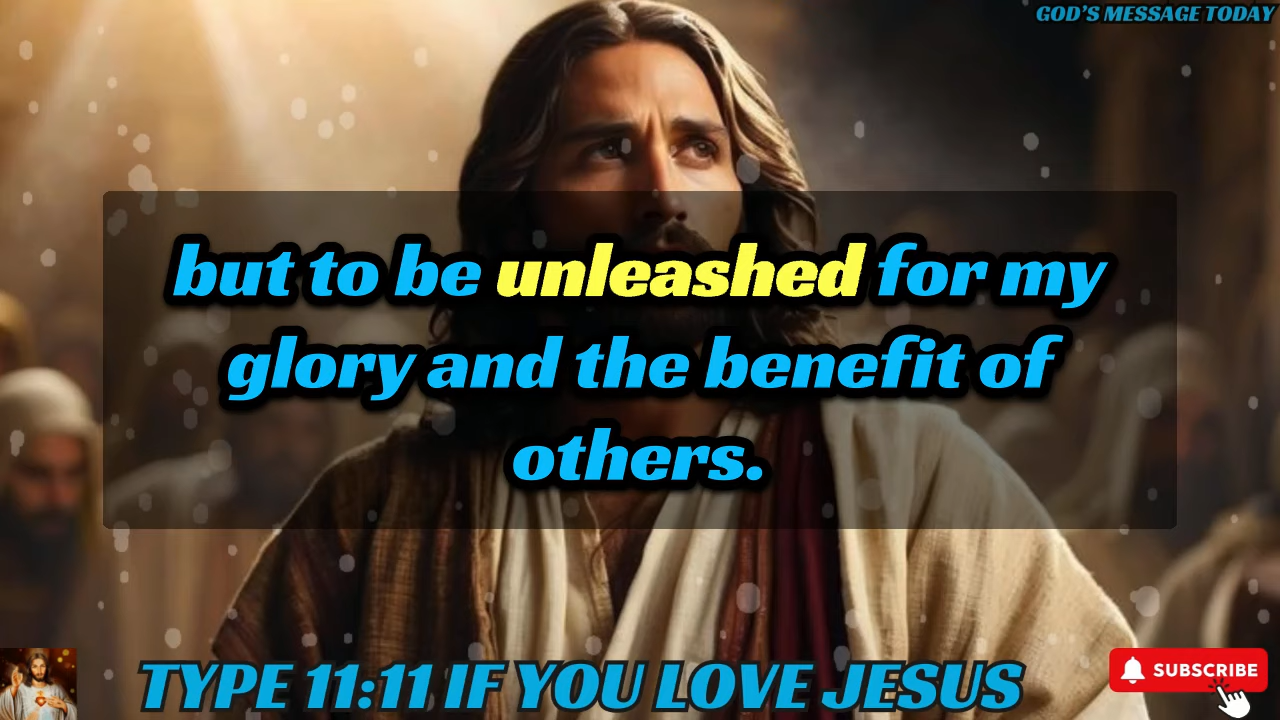 GOD'S MESSAGE TODAY
but to be unleashed for my
glory and the benefit of
others.
TYPE 11:11 IF YOU LOVE JESUS
SUBSCRIBE